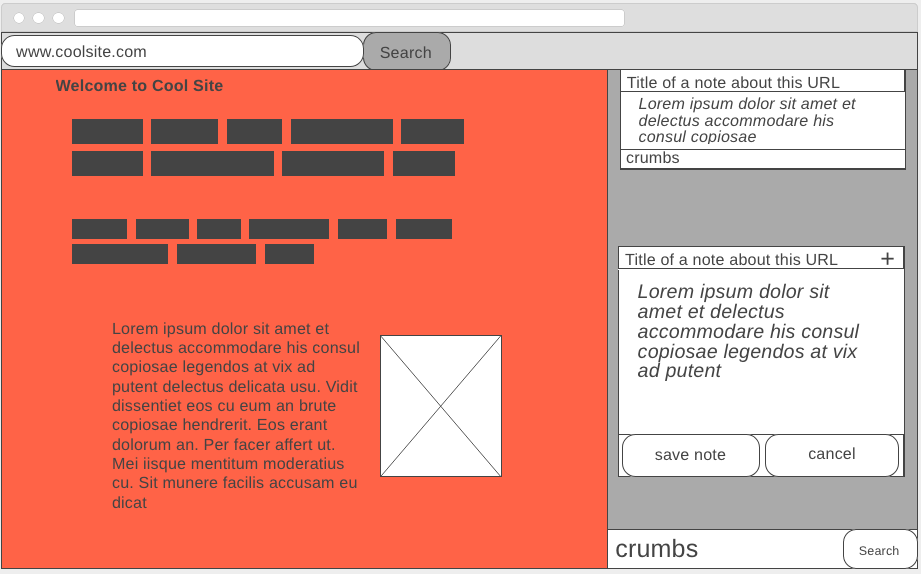 www.coolsite.com
Search
Welcome to Cool Site
Lorem ipsum dolor sit amet et
delectus accommodare his consul
copiosae legendos at vix ad
putent delectus delicata usu. Vidit
dissentiet eos cu eum an brute
copiosae hendrerit. Eos erant
dolorum an. Per facer affert ut.
Mei iisque mentitum moderatius
cu. Sit munere facilis accusam eu
dicat
Title of a note about this URL
Lorem ipsum dolor sit amet et
delectus accommodare his
consul copiosae
crumbs
Title of a note about this URL +
Lorem ipsum dolor sit
amet et delectus
accommodare his consul
copiosae legendos at vix
ad putent
save note
cancel
crumbs
Search